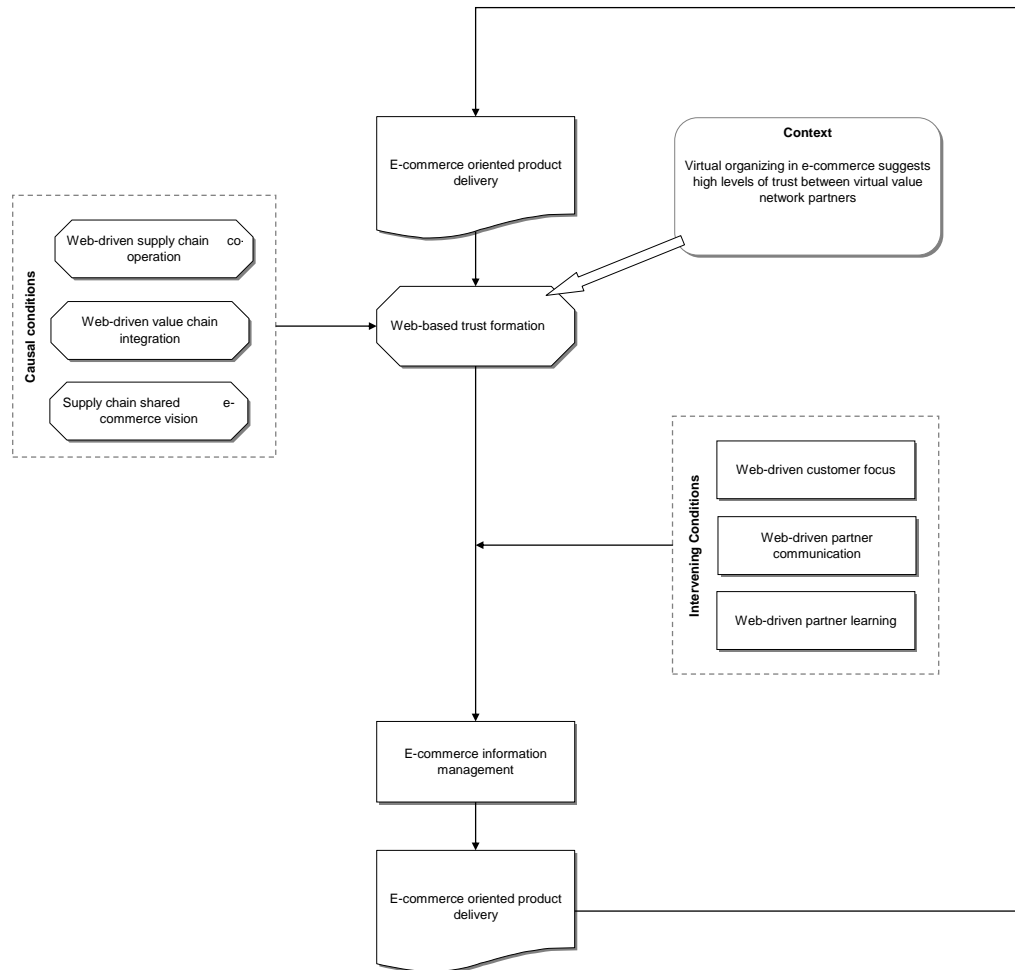 E-commerce oriented product
delivery
Context
Virtual organizing in e-commerce suggests
high levels of trust between virtual value
network partners
Causal conditions
Web-driven supply chain co-
operation
Web-driven value chain
integration
Supply chain shared e-
commerce vision
Web-based trust formation
Intervening Conditions
Web-driven customer focus
Web-driven partner
communication
Web-driven partner learning
E-commerce information
management
E-commerce oriented product
delivery